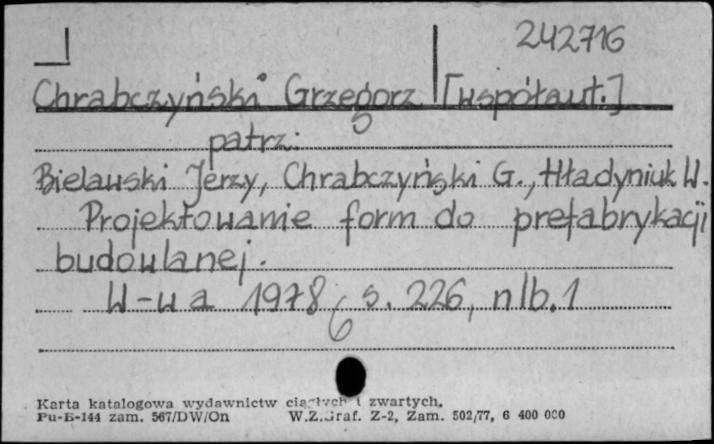 242716
Chrabczyński Grzegorz [współaut.]
patrz:
Bielawski Jerzy, Chrabczyński G., Hładyniuk W.
Projektowanie form do prefabrykacji
budowlanej.
W-wa 1978, s. 226, nlb. 1
6
Karta katalogowa wydawnictw ciągłych i zwartych.
Pu-B-144 zam. 567/DW/On W.Z.Graf. Z-2, Zam. 502/77, 6 400 000